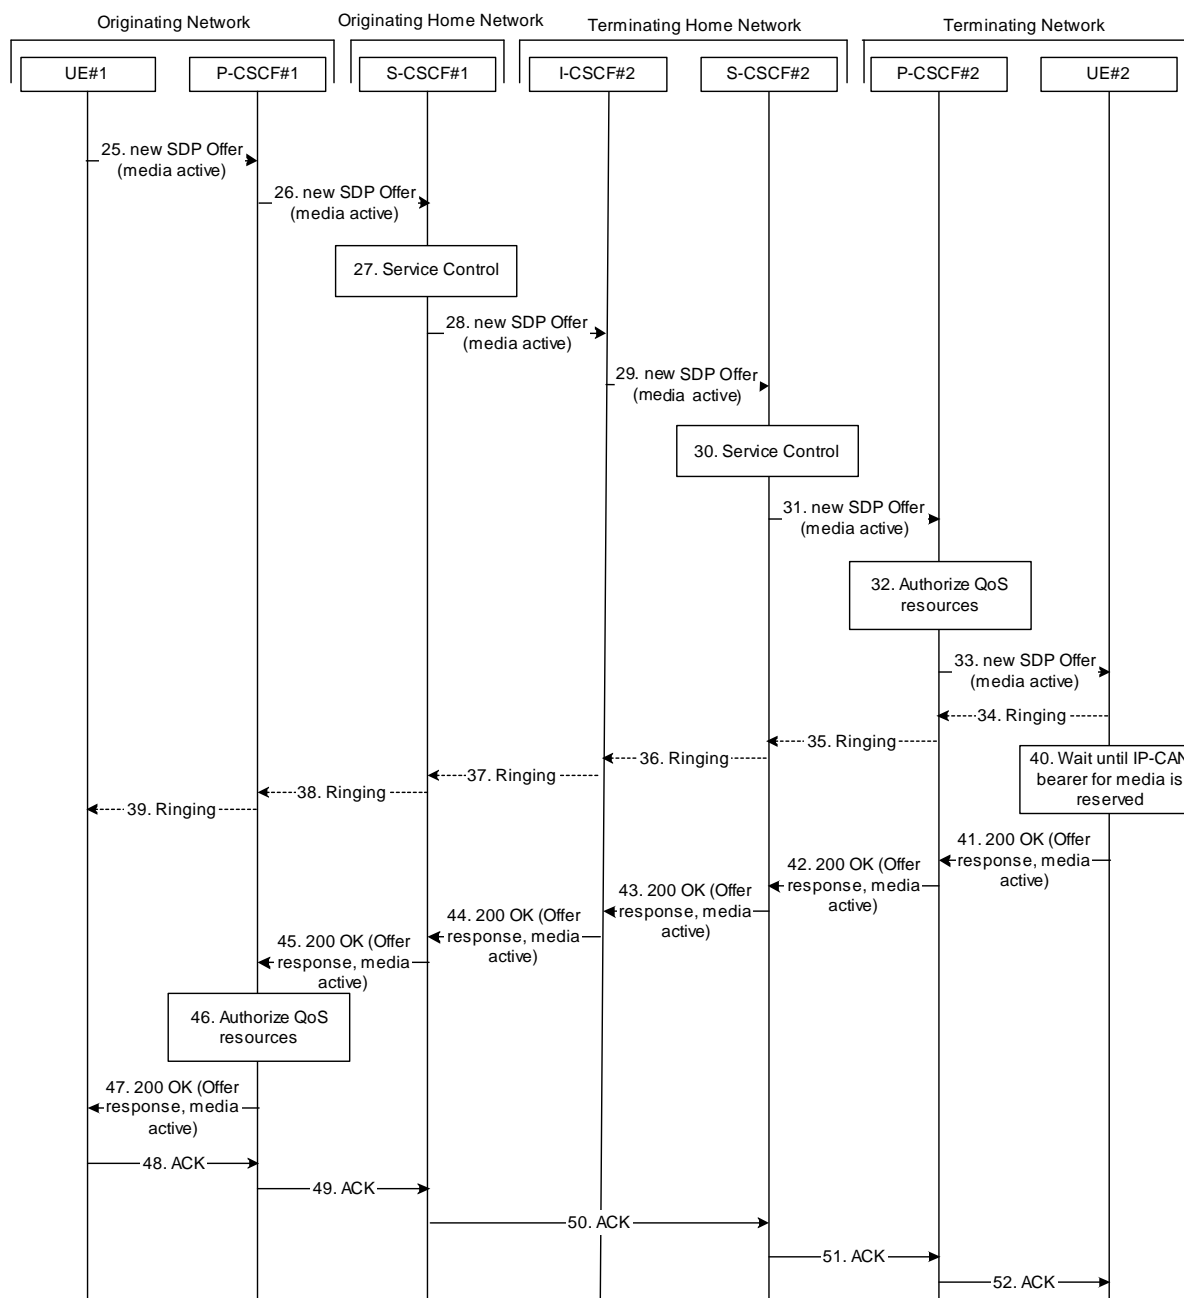 Originating Network
Originating Home Network
Terminating Home Network
Terminating Network
UE#1
P-CSCF#1
S-CSCF#1
I-CSCF#2
S-CSCF#2
P-CSCF#2
UE#2
25. new SDP Offer
(media active)
26. new SDP Offer
(media active)
27. Service Control
28. new SDP Offer
(media active)
29. new SDP Offer
(media active)
30. Service Control
31. new SDP Offer
(media active)
32. Authorize QoS
resources
33. new SDP Offer
(media active)
34. Ringing
35. Ringing
36. Ringing
37. Ringing
38. Ringing
39. Ringing
40. Wait until IP-CAN
bearer for media is
reserved
41. 200 OK (Offer
response, media
active)
42. 200 OK (Offer
response, media
active)
43. 200 OK (Offer
response, media
active)
44. 200 OK (Offer
response, media
active)
45. 200 OK (Offer
response, media
active)
46. Authorize QoS
resources
47. 200 OK (Offer
response, media
active)
48. ACK
49. ACK
50. ACK
51. ACK
52. ACK